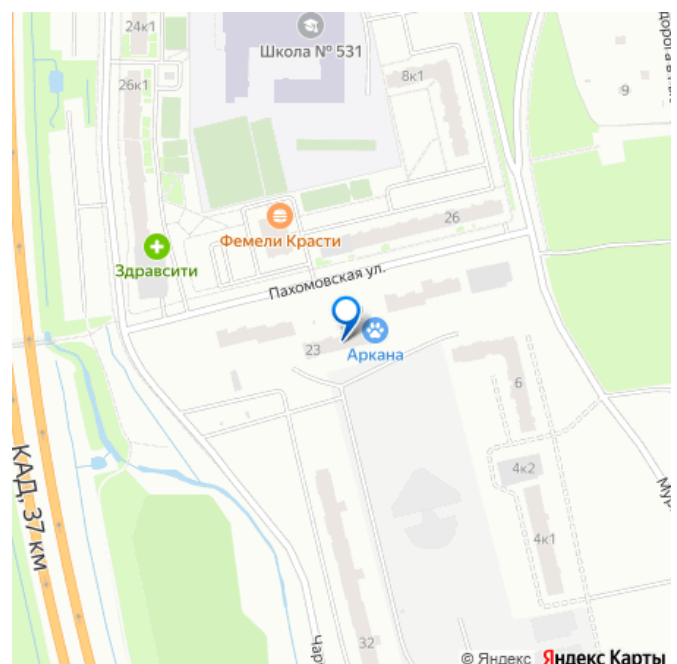 24к1
Школа № 531
26к1
8к1
9
26
Фемели Красти
Здравсити
Пахомовская ул.
23
Аркана
6
4к2
КАД, 37 км
4к1
32
© Яндекс Яндекс Карты